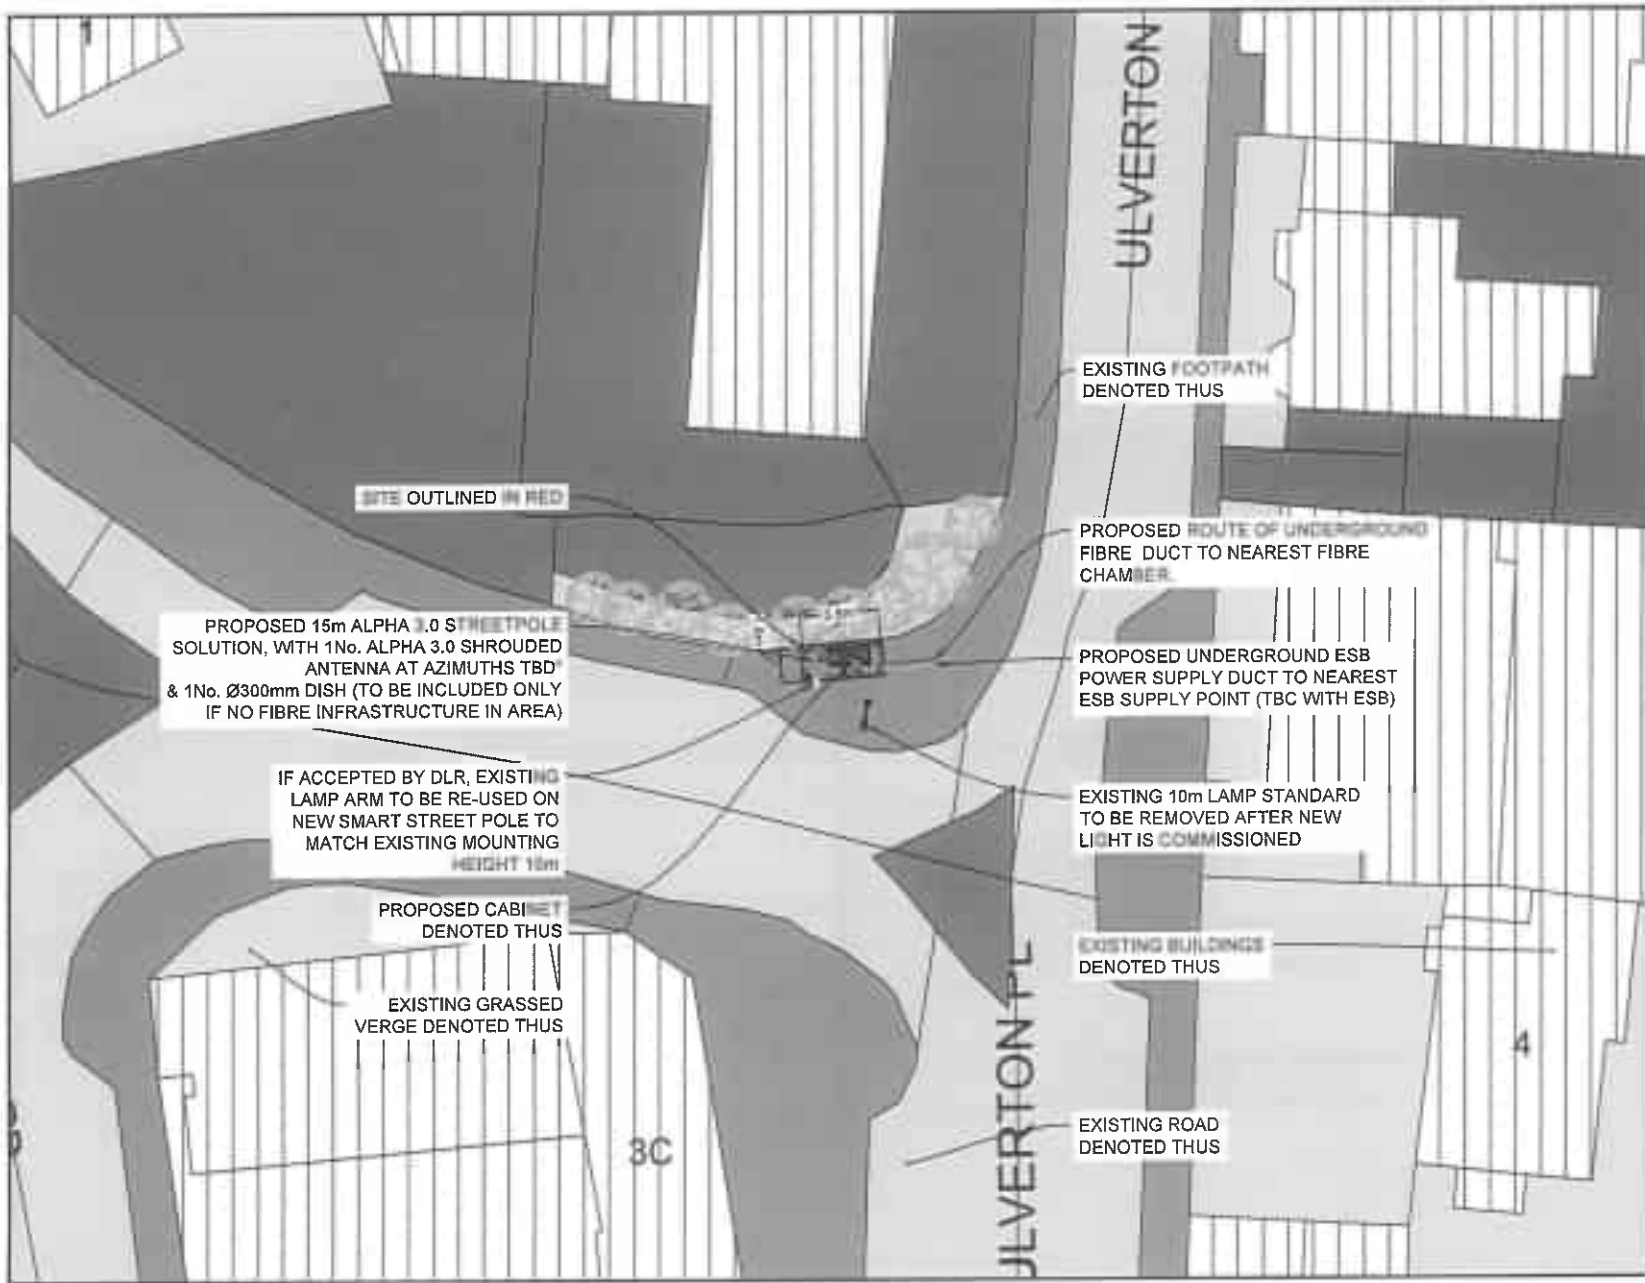 1
ULVERTON
EXISTING FOOTPATH
DENOTED THUS
SITE OUTLINED IN RED
PROPOSED ROUTE OF UNDERGROUND
FIBRE DUCT TO NEAREST FIBRE
CHAMBER.
PROPOSED 15m ALPHA 3.0 STREETPOLE
SOLUTION, WITH 1No. ALPHA 3.0 SHROUDED
ANTENNA AT AZIMUTHS TBD°
& 1No. Ø300mm DISH (TO BE INCLUDED ONLY
IF NO FIBRE INFRASTRUCTURE IN AREA)
PROPOSED UNDERGROUND ESB
POWER SUPPLY DUCT TO NEAREST
ESB SUPPLY POINT (TBC WITH ESB)
IF ACCEPTED BY DLR, EXISTING
LAMP ARM TO BE RE-USED ON
NEW SMART STREET POLE TO
MATCH EXISTING MOUNTING
HEIGHT 10m
EXISTING 10m LAMP STANDARD
TO BE REMOVED AFTER NEW
LIGHT IS COMMISSIONED
PROPOSED CABINET
DENOTED THUS
EXISTING BUILDINGS
DENOTED THUS
EXISTING GRASSED
VERGE DENOTED THUS
4
EXISTING ROAD
DENOTED THUS
3C
ULVERTON PL